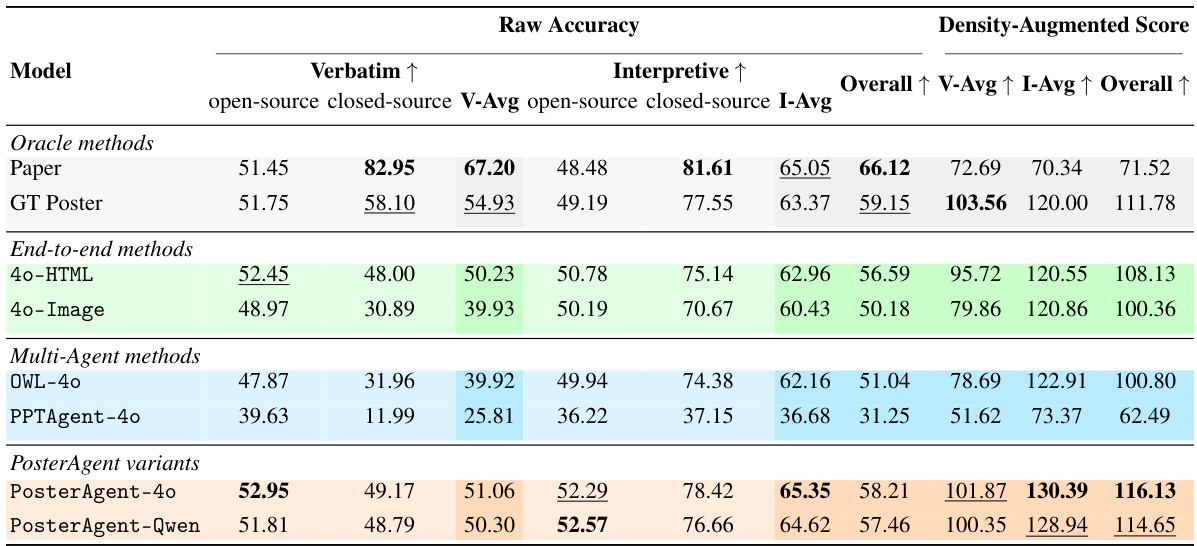 Raw Accuracy Density-Augmented Score
Model Verbatim ↑ Interpretive ↑ Overall ↑ V-Avg ↑ I-Avg ↑ Overall ↑
open-source closed-source V-Avg open-source closed-source I-Avg
Oracle methods
Paper 51.45 82.95 67.20 48.48 81.61 65.05 66.12 72.69 70.34 71.52
GT Poster 51.75 58.10 54.93 49.19 77.55 63.37 59.15 103.56 120.00 111.78
End-to-end methods
4o-HTML 52.45 48.00 50.23 50.78 75.14 62.96 56.59 95.72 120.55 108.13
4o-Image 48.97 30.89 39.93 50.19 70.67 60.43 50.18 79.86 120.86 100.36
Multi-Agent methods
OWL-4o 47.87 31.96 39.92 49.94 74.38 62.16 51.04 78.69 122.91 100.80
PPTAgent-4o 39.63 11.99 25.81 36.22 37.15 36.68 31.25 51.62 73.37 62.49
PosterAgent variants
PosterAgent-4o 52.95 49.17 51.06 52.29 78.42 65.35 58.21 101.87 130.39 116.13
PosterAgent-Qwen 51.81 48.79 50.30 52.57 76.66 64.62 57.46 100.35 128.94 114.65